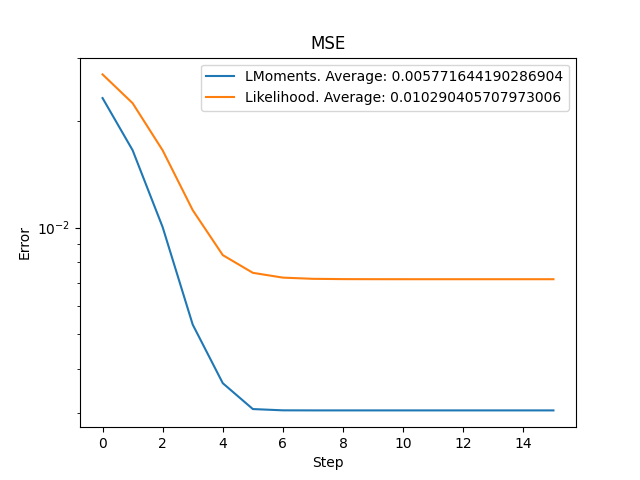 MSE
LMoments. Average: 0.005771644190286904
Likelihood. Average: 0.010290405707973006
Error
10⁻²
0 2 4 6 8 10 12 14
Step